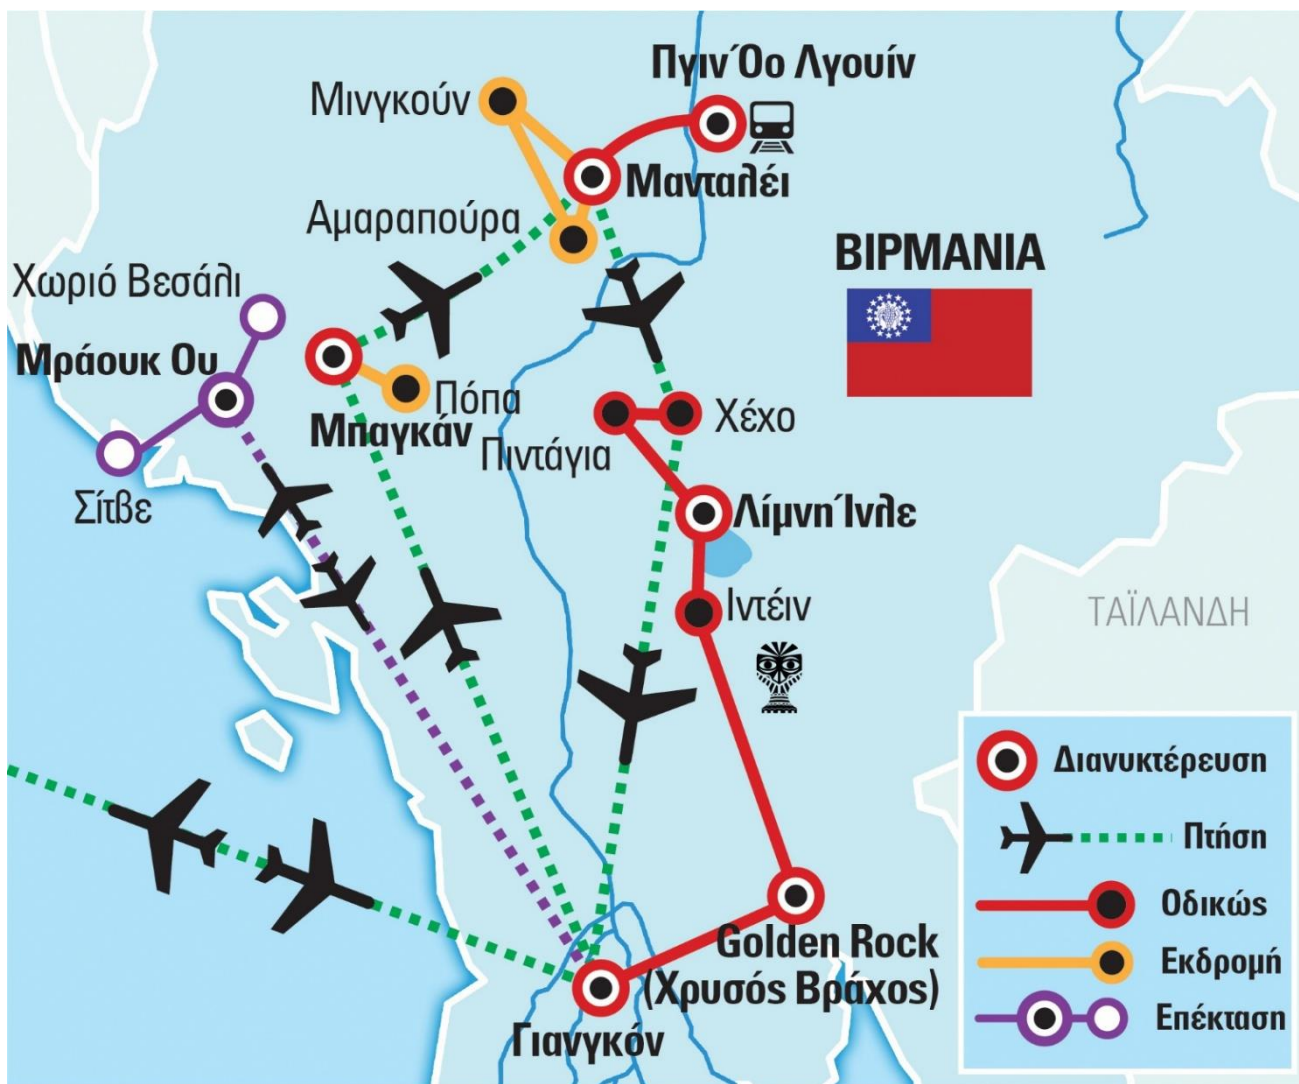 Πγιν Όο Λγουίν
Μινγκούν
Μανταλέι
Αμαραπούρα
ΒΙΡΜΑΝΙΑ
Χωριό Βεσάλι
Μράουκ Ου
Πόπα
Μπαγκάν
Χέχο
Πιντάγια
Σίτβε
Λίμνη Ίνλε
Ιντέιν
ΤΑΪΛΑΝΔΗ
Διανυκτέρευση
Πτήση
Οδικώς
Εκδρομή
Επέκταση
Golden Rock
(Χρυσός Βράχος)
Γιανγκόν